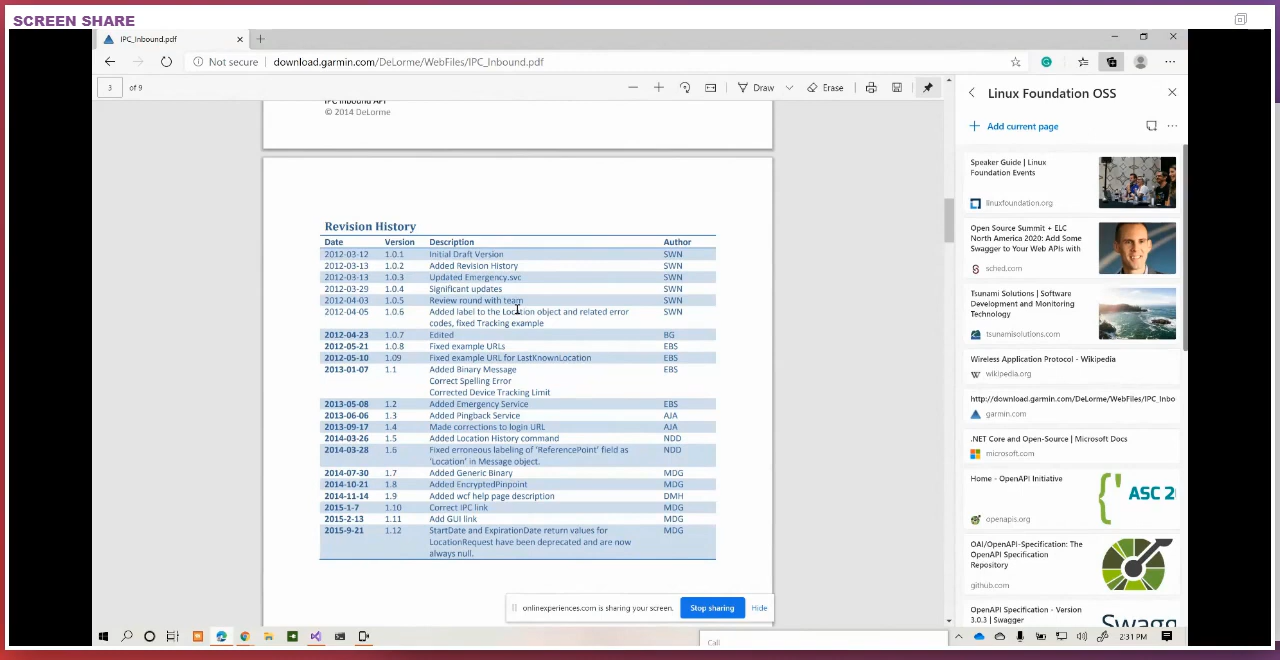 SCREEN SHARE
IPC_Inbound.pdf
Not secure download.garmin.com/DeLorme/WebFiles/IPC_Inbound.pdf
3 of 9
Draw
Erase
IPC Inbound API
© 2014 DeLorme
Revision History
Date Version Description Author
2012-03-12 1.0.1 Initial Draft Version SWN
2012-03-13 1.0.2 Added Revision History SWN
2012-03-13 1.0.3 Updated Emergency.svc SWN
2012-03-29 1.0.4 Significant updates SWN
2012-04-03 1.0.5 Review round with team SWN
2012-04-05 1.0.6 Added label to the Location object and related error SWN
codes, fixed Tracking example
2012-04-23 1.0.7 Edited BG
2012-05-21 1.0.8 Fixed example URLs EBS
2012-05-10 1.09 Fixed example URL for LastKnownLocation EBS
2013-01-07 1.1 Added Binary Message EBS
Correct Spelling Error
Corrected Device Tracking Limit
2013-05-08 1.2 Added Emergency Service EBS
2013-06-06 1.3 Added Pingback Service AJA
2013-09-17 1.4 Made corrections to login URL AJA
2014-03-26 1.5 Added Location History command NDD
2014-03-28 1.6 Fixed erroneous labeling of 'ReferencePoint' field as NDD
'Location' in Message object.
2014-07-30 1.7 Added Generic Binary MDG
2014-10-21 1.8 Added EncryptedPinpoint MDG
2014-11-14 1.9 Added wcf help page description DMH
2015-1-7 1.10 Correct IPC link MDG
2015-2-13 1.11 Add GUI link MDG
2015-9-21 1.12 StartDate and ExpirationDate return values for MDG
LocationRequest have been deprecated and are now
always null.
onlinexperiences.com is sharing your screen. Stop sharing Hide
Linux Foundation OSS
Add current page
Speaker Guide | Linux
Foundation Events
linuxfoundation.org
Open Source Summit + ELC
North America 2020: Add Some
Swagger to Your Web APIs with
sched.com
Tsunami Solutions | Software
Development and Monitoring
Technology
tsunamisolutions.com
Wireless Application Protocol - Wikipedia
wikipedia.org
http://download.garmin.com/DeLorme/WebFiles/IPC_Inbo
garmin.com
.NET Core and Open-Source | Microsoft Docs
microsoft.com
Home - OpenAPI Initiative
openapis.org
ASC 2
OAI/OpenAPI-Specification: The
OpenAPI Specification
Repository
github.com
OpenAPI Specification - Version
3.0.3 | Swagger
Swagg
Call
2:31 PM